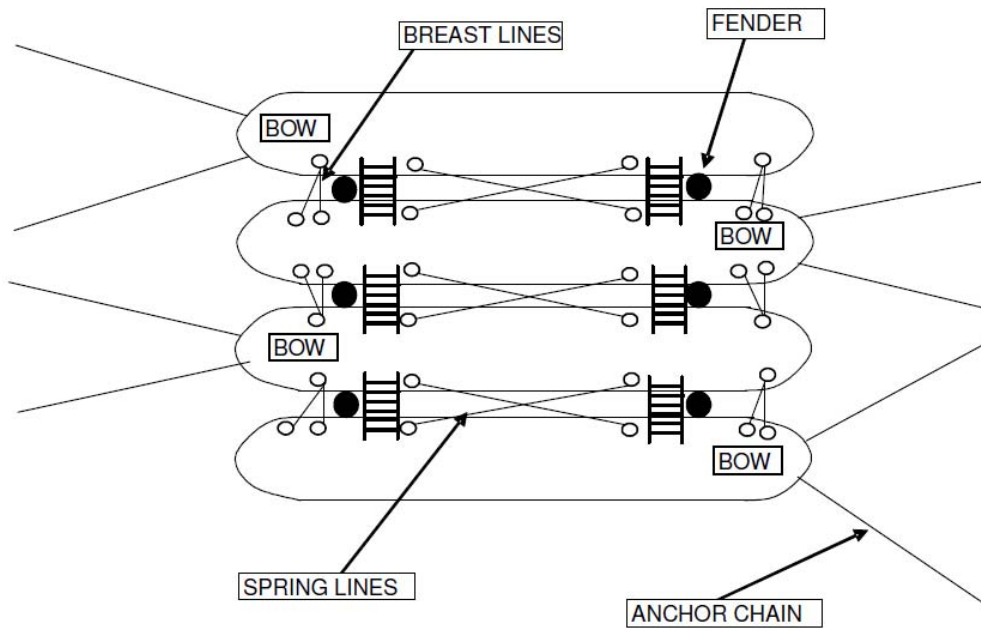 FENDER
BREAST LINES
BOW
BOW
BOW
BOW
SPRING LINES
ANCHOR CHAIN